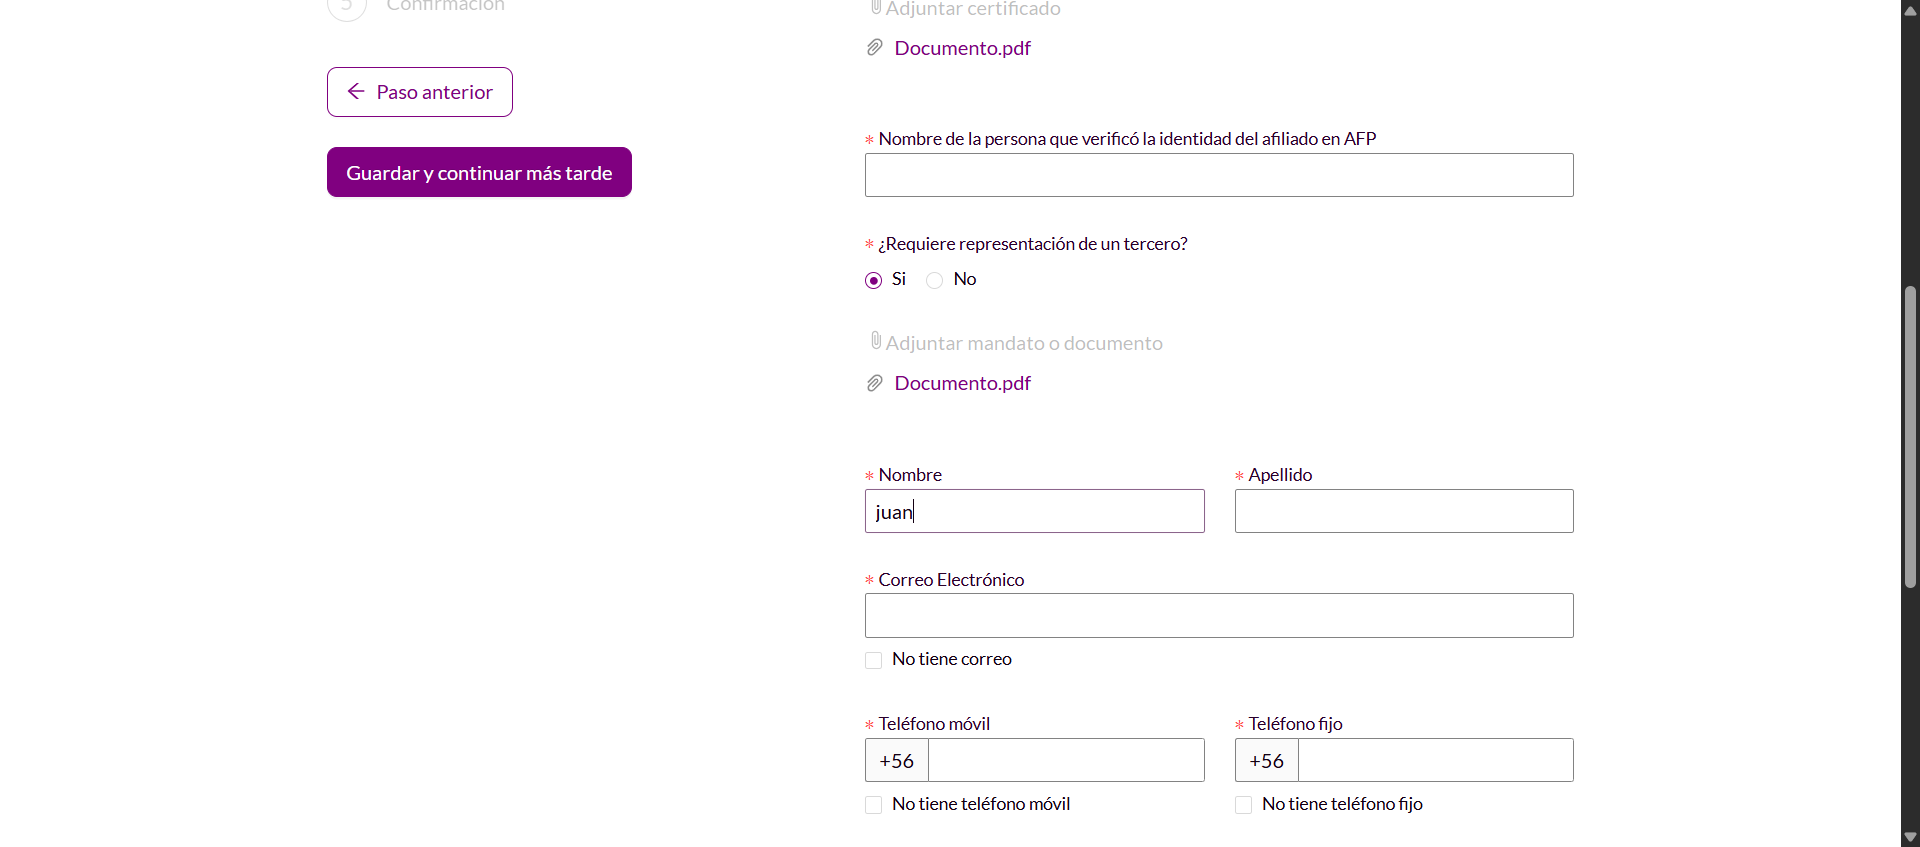 5 Confirmación
Paso anterior
Guardar y continuar más tarde
Adjuntar certificado
Documento.pdf
* Nombre de la persona que verificó la identidad del afiliado en AFP
* ¿Requiere representación de un tercero?
Si No
Adjuntar mandato o documento
Documento.pdf
* Nombre * Apellido
juan
* Correo Electrónico
No tiene correo
* Teléfono móvil * Teléfono fijo
+56 +56
No tiene teléfono móvil No tiene teléfono fijo